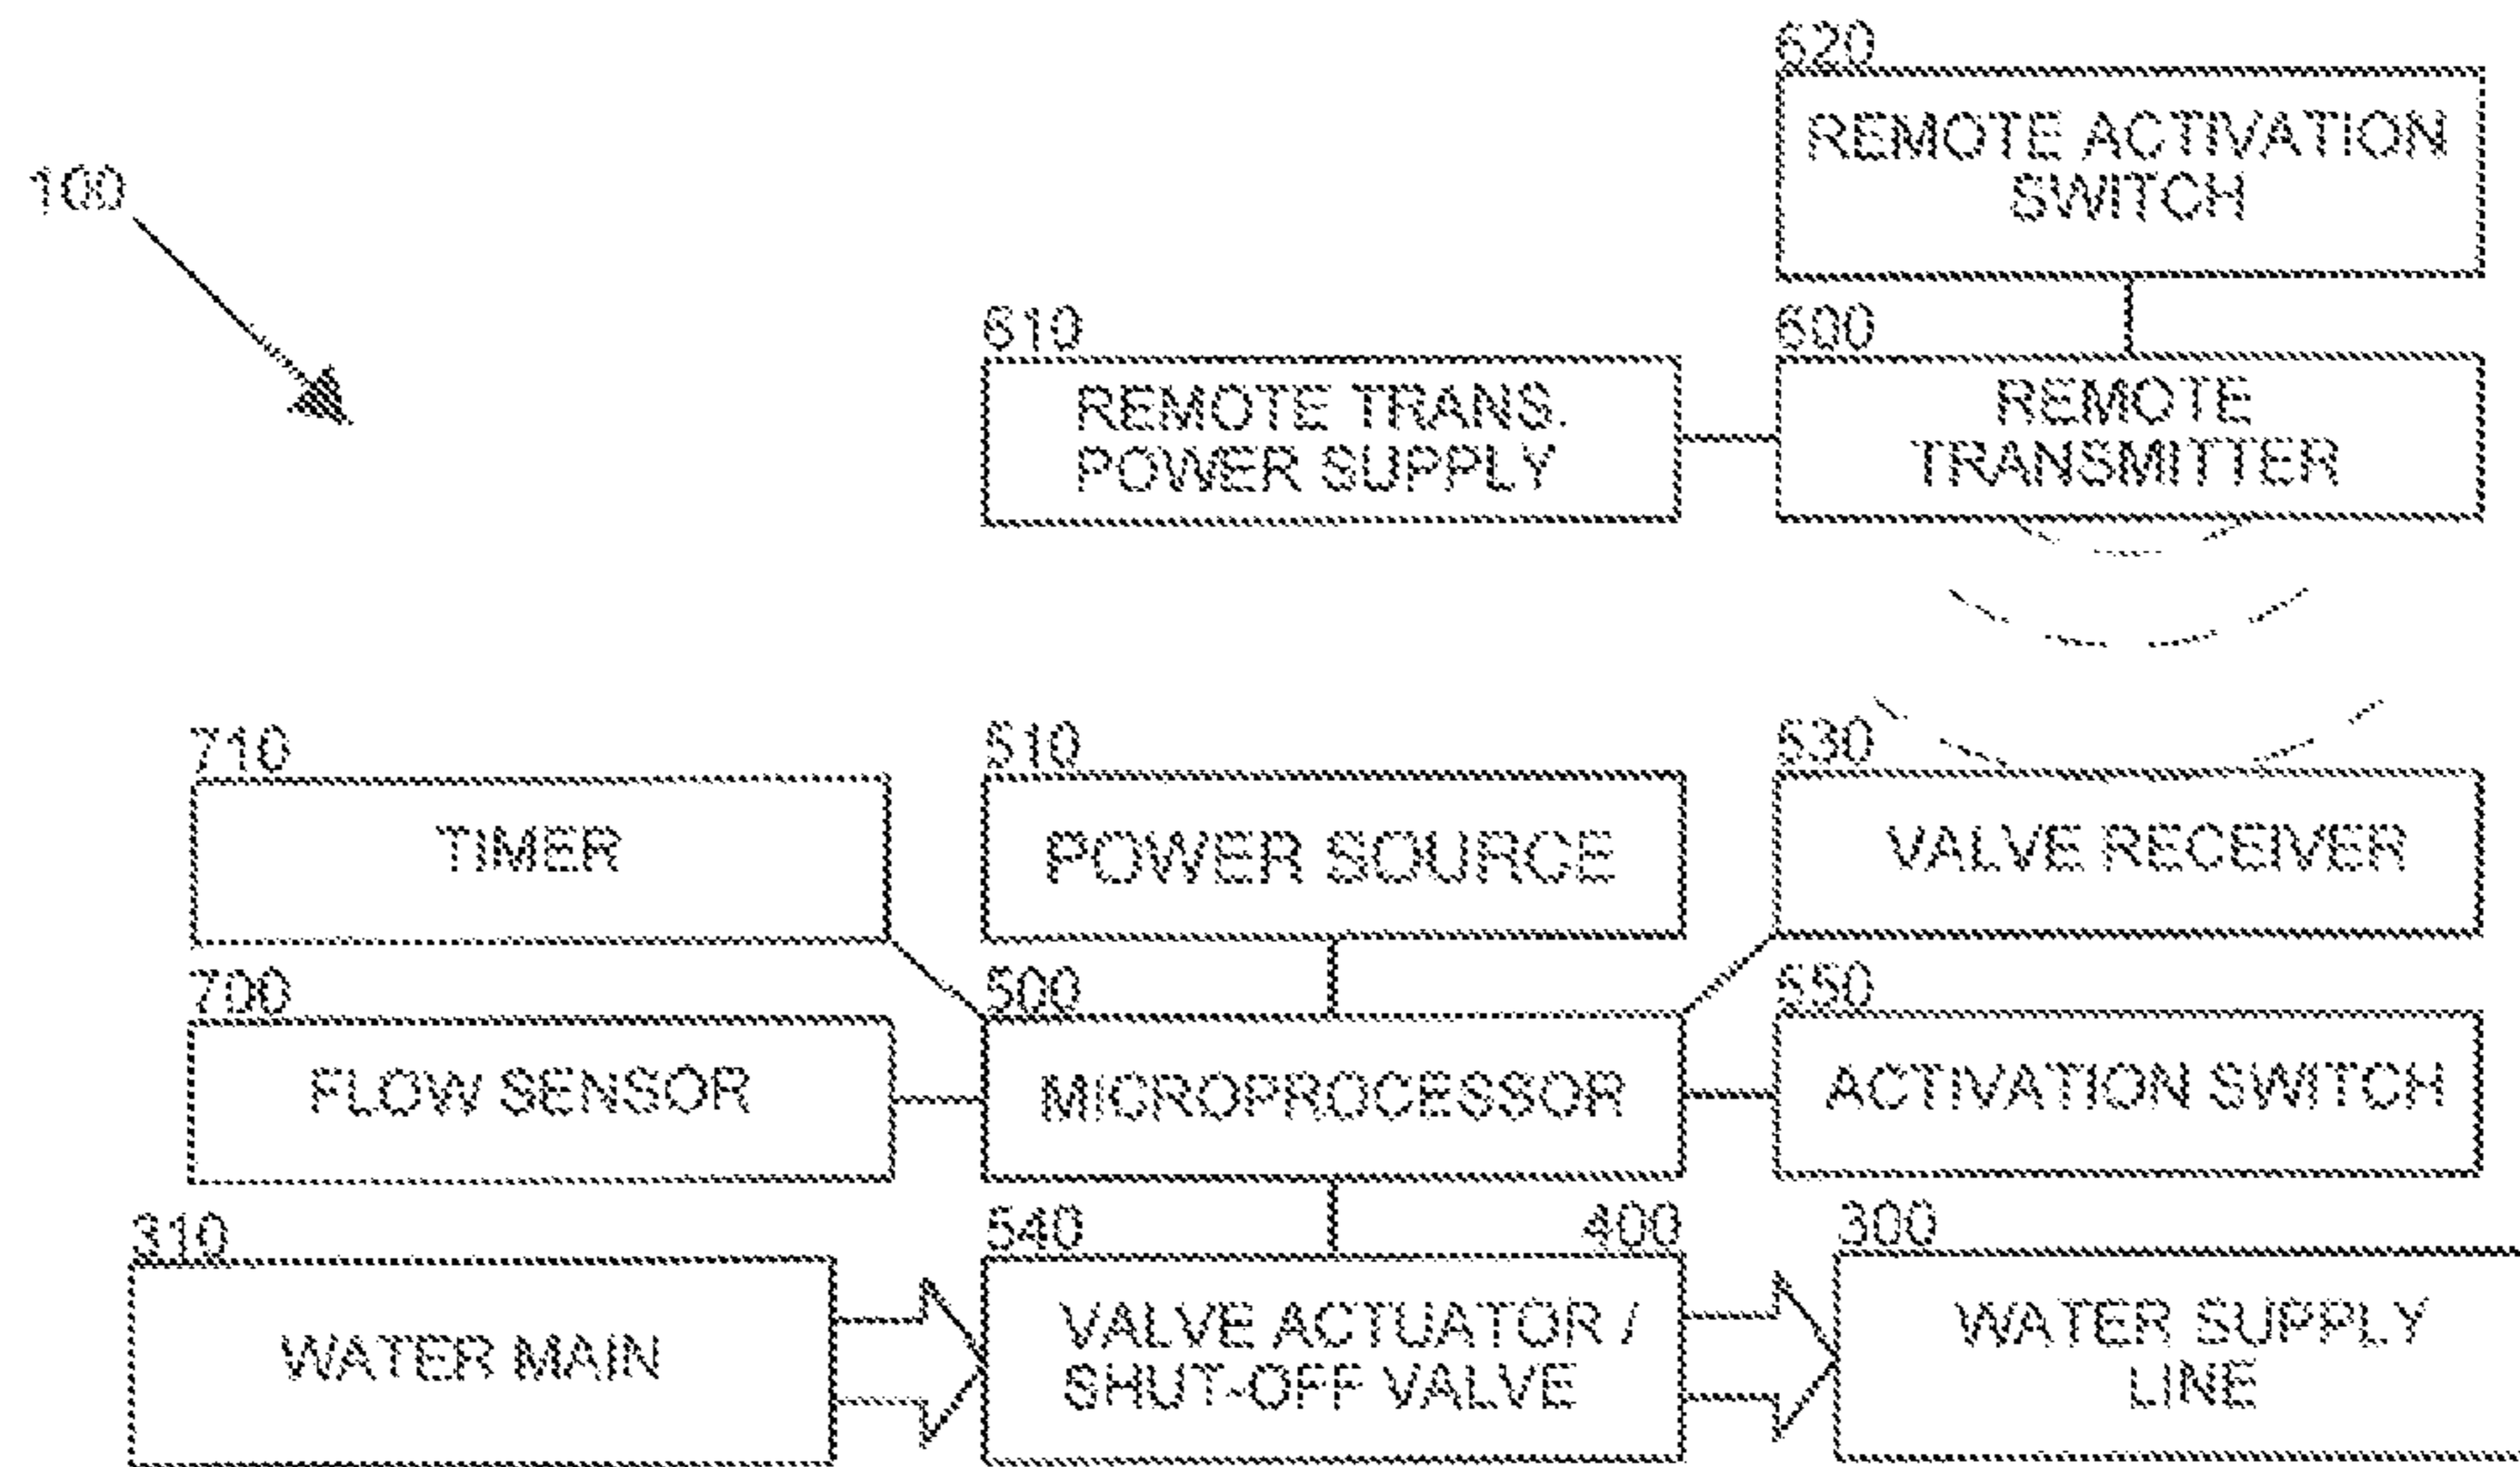 620
REMOTE ACTIVATION
SWITCH
100
610
REMOTE TRANS.
POWER SUPPLY
600
REMOTE
TRANSMITTER
710
TIMER
510
POWER SOURCE
530
VALVE RECEIVER
700
FLOW SENSOR
500
MICROPROCESSOR
550
ACTIVATION SWITCH
310
WATER MAIN
540
400
VALVE ACTUATOR /
SHUT-OFF VALVE
300
WATER SUPPLY
LINE